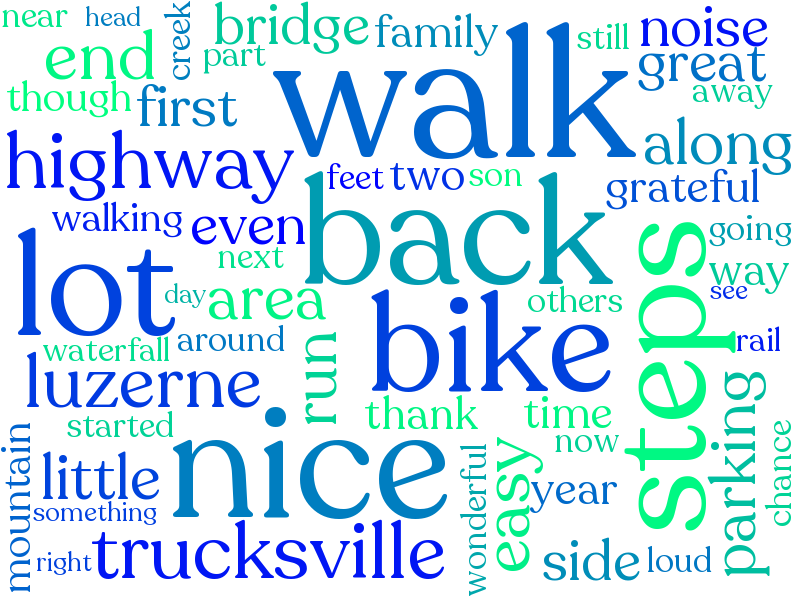 near
head
creek
bridge
family
still
noise
end
part
great
though
first
walk
away
highway
along
feet
two
son
grateful
walking
even
back
going
next
lot
day
area
way
see
others
steps
waterfall
around
run
bike
rail
luzerne
thank
time
parking
started
nice
now
chance
mountain
little
wonderful
easy
year
something
right
trucksville
side
loud